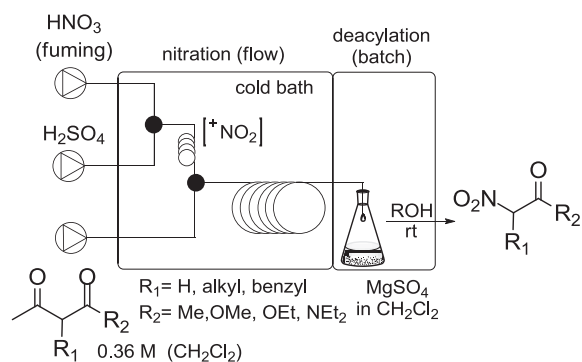 HNO3
(fuming)
nitration (flow)
deacylation
(batch)
cold bath
[+NO2]
H2SO4
ROH
rt
O2N
O
R2
R1
R1= H, alkyl, benzyl
R2= Me,OMe, OEt, NEt2
MgSO4
in CH2Cl2
O
O
R2
R1
0.36 M (CH2Cl2)